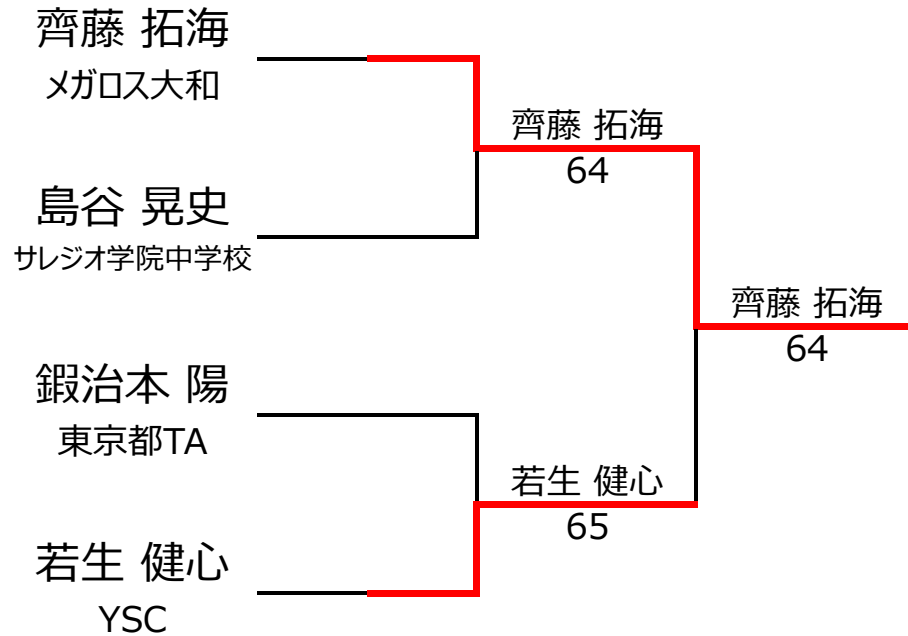 齊藤 拓海
メガロス大和
齊藤 拓海
64
島谷 晃史
サレジオ学院中学校
齊藤 拓海
64
鍜治本 陽
東京都TA
若生 健心
65
若生 健心
YSC